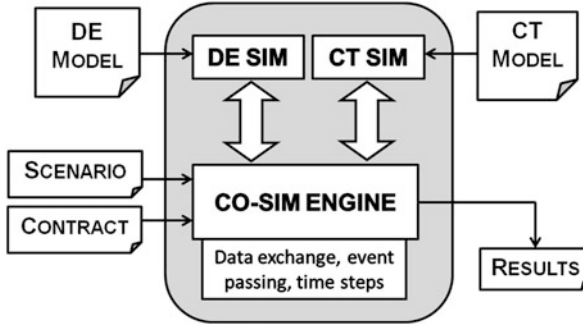 DE
MODEL
DE SIM
CT SIM
CT
MODEL
SCENARIO
CONTRACT
CO-SIM ENGINE
Data exchange, event
passing, time steps
RESULTS